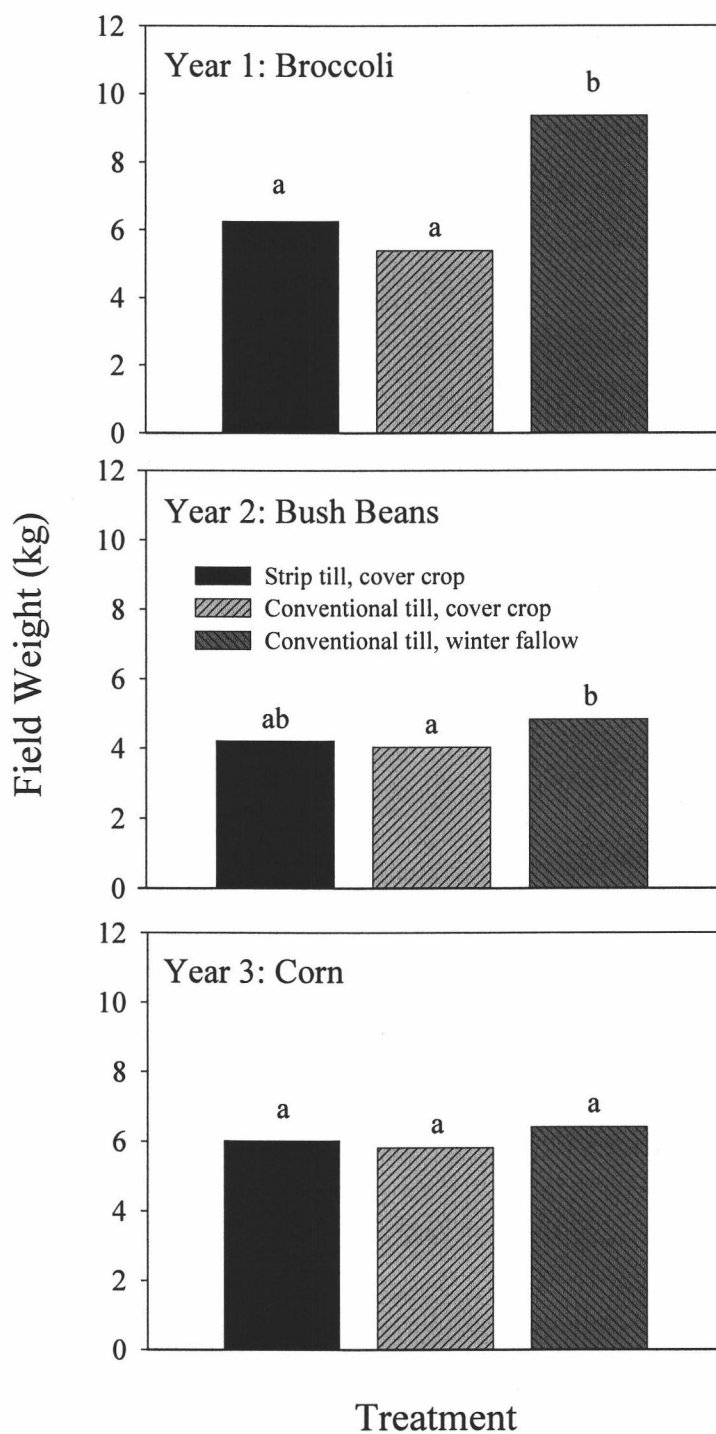 12
10
8
6
4
2
0
Year 1: Broccoli
a
a
b
12
10
8
6
4
2
0
Year 2: Bush Beans
Strip till, cover crop
Conventional till, cover crop
Conventional till, winter fallow
ab
a
b
Field Weight (kg)
12
10
8
6
4
2
0
Year 3: Corn
a
a
a
Treatment